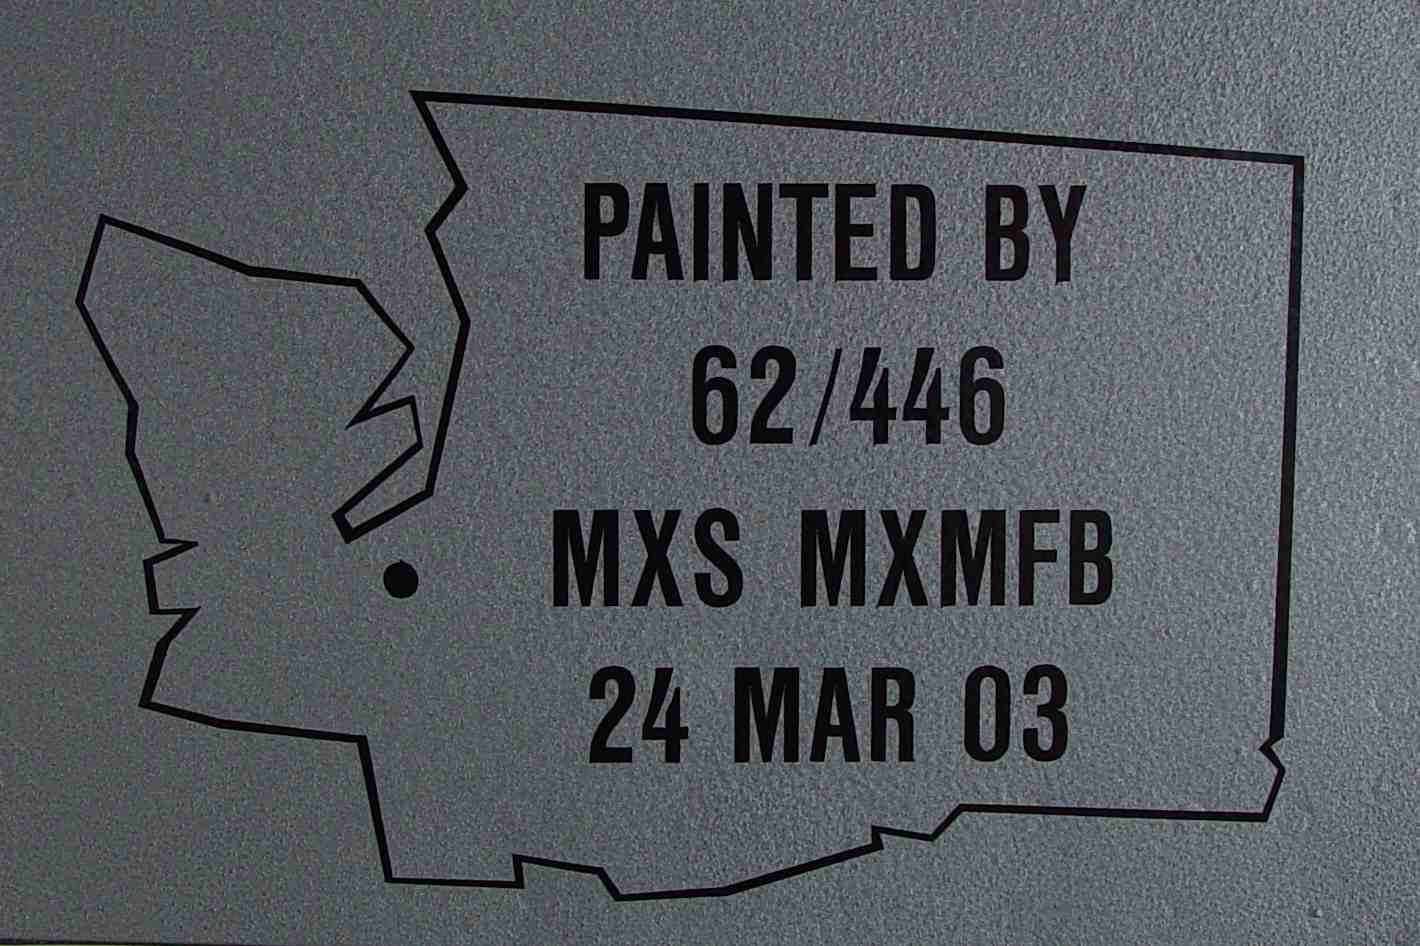 PAINTED BY
62/446
MXS MXMFB
24 MAR 03